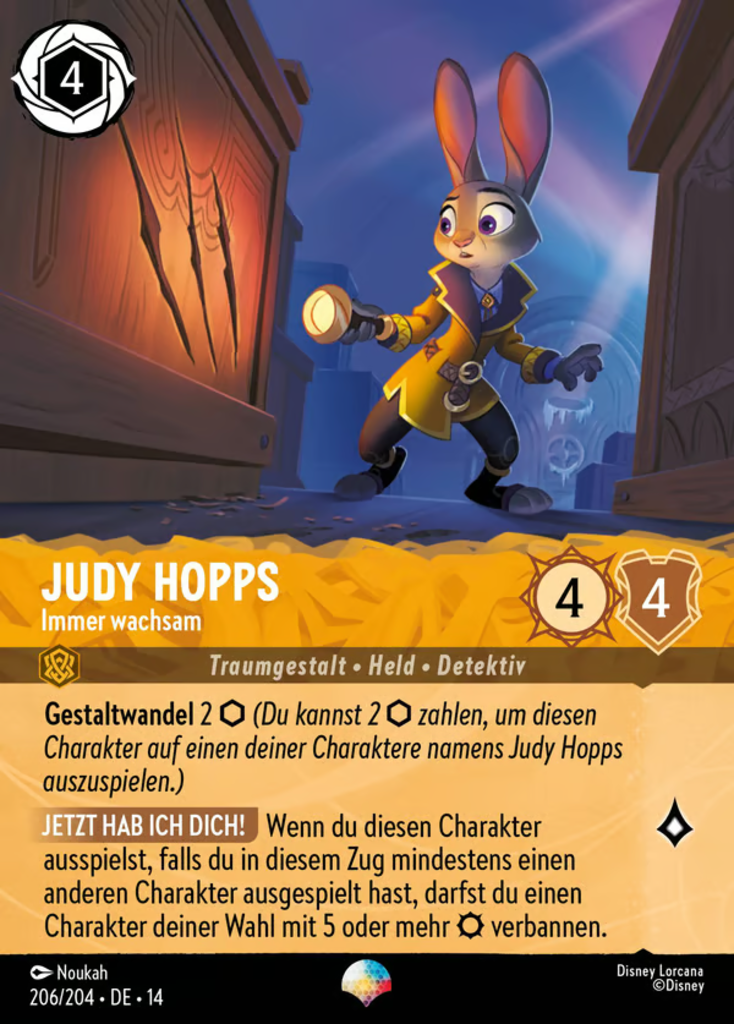 4
JUDY HOPPS
Immer wachsam
4 4
Traumgestalt • Held • Detektiv
Gestaltwandel 2 ⬡ (Du kannst 2 ⬡ zahlen, um diesen
Charakter auf einen deiner Charaktere namens Judy Hopps
auszuspielen.)
JETZT HAB ICH DICH! Wenn du diesen Charakter
ausspielst, falls du in diesem Zug mindestens einen
anderen Charakter ausgespielt hast, darfst du einen
Charakter deiner Wahl mit 5 oder mehr ¤ verbannen.
Noukah
206/204 • DE • 14
Disney Lorcana
©Disney